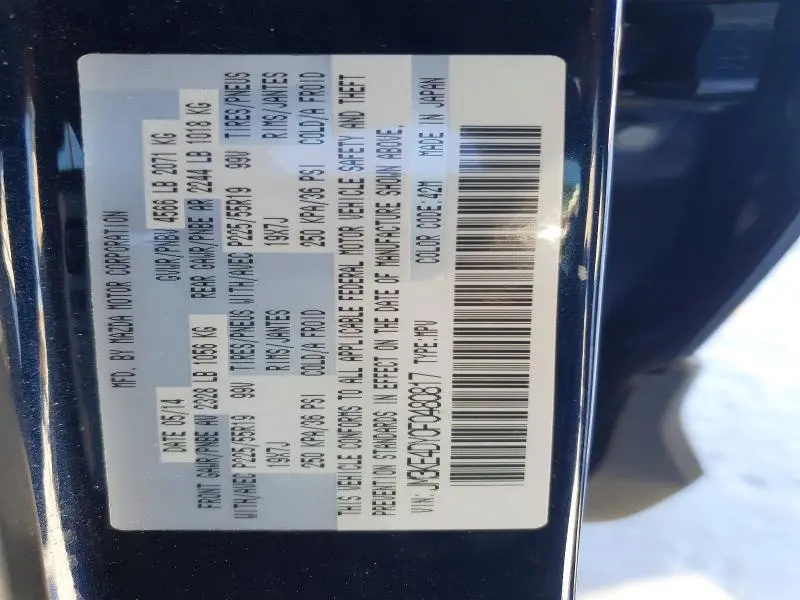 MFD. BY MAZDA MOTOR CORPORATION
DATE 05/14 GVWR/PNBV 4566 LB 2071 KG
FRONT GAWR/PNBE AV 2328 LB 1056 KG REAR GAWR/PNBE AR 2244 LB 1018 KG
WITH/AVEC P225/55R19 99V TIRES/PNEUS WITH/AVEC P225/55R19 99V TIRES/PNEUS
19X7J RIMS/JANTES 19X7J RIMS/JANTES
250 KPA/36 PSI COLD/A FROID 250 KPA/36 PSI COLD/A FROID
THIS VEHICLE CONFORMS TO ALL APPLICABLE FEDERAL MOTOR VEHICLE SAFETY AND THEFT
PREVENTION STANDARDS IN EFFECT ON THE DATE OF MANUFACTURE SHOWN ABOVE.
COLOR CODE:42M MADE IN JAPAN
VIN: JM3KE4DY0F0480817 TYPE:MPV